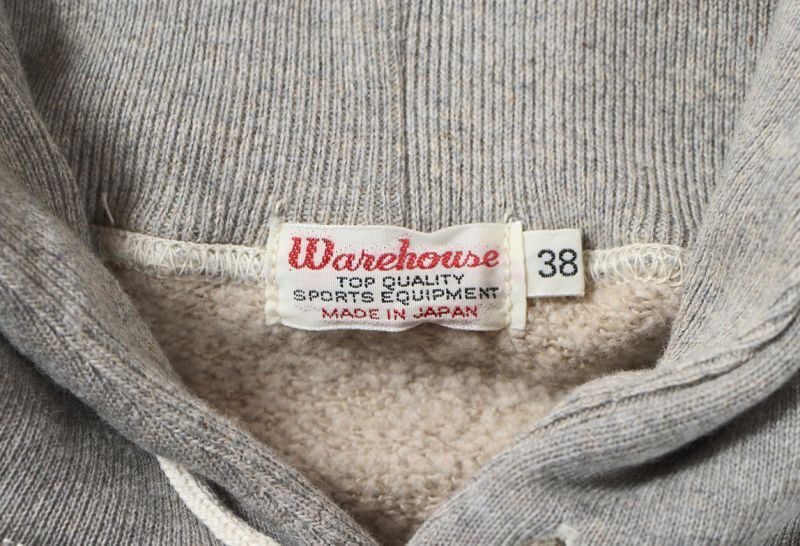 Warehouse
TOP QUALITY
SPORTS EQUIPMENT
MADE IN JAPAN
38